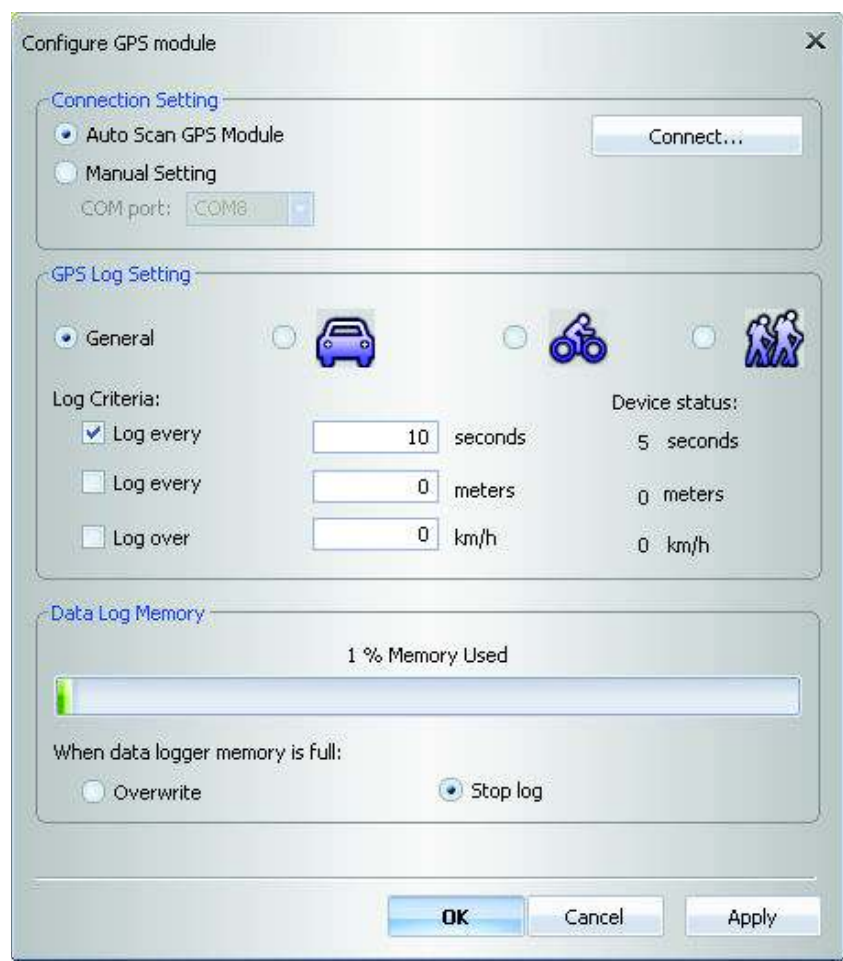 Configure GPS module
Connection Setting
Auto Scan GPS Module
Connect...
Manual Setting
COM port: COM8
GPS Log Setting
General
Log Criteria:
Device status:
Log every 10 seconds 5 seconds
Log every 0 meters 0 meters
Log over 0 km/h 0 km/h
Data Log Memory
1 % Memory Used
When data logger memory is full:
Overwrite Stop log
OK Cancel Apply